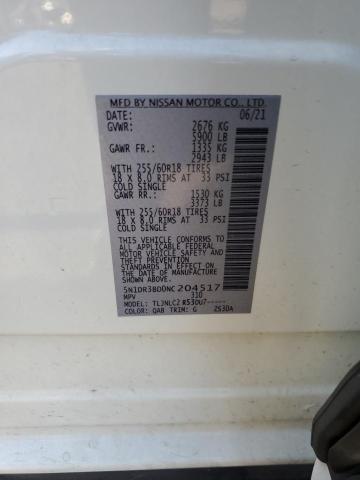 MFD BY NISSAN MOTOR CO., LTD.
DATE: 06/21
GVWR: 2676 KG
5900 LB
GAWR FR.: 1335 KG
2943 LB
WITH 255/60R18 TIRES
18 x 8.0 RIMS AT 33 PSI
COLD SINGLE
GAWR RR.: 1530 KG
3373 LB
WITH 255/60R18 TIRES
18 x 8.0 RIMS AT 33 PSI
COLD SINGLE
THIS VEHICLE CONFORMS TO
ALL APPLICABLE FEDERAL
MOTOR VEHICLE SAFETY AND
THEFT PREVENTION
STANDARDS IN EFFECT ON
THE DATE OF MANUFACTURE
SHOWN ABOVE.
5N1DR3BD0NC204517
MPV 310
MODEL: TLJNLC2 R53OU7-----
COLOR: QAB TRIM: G ZS3DA